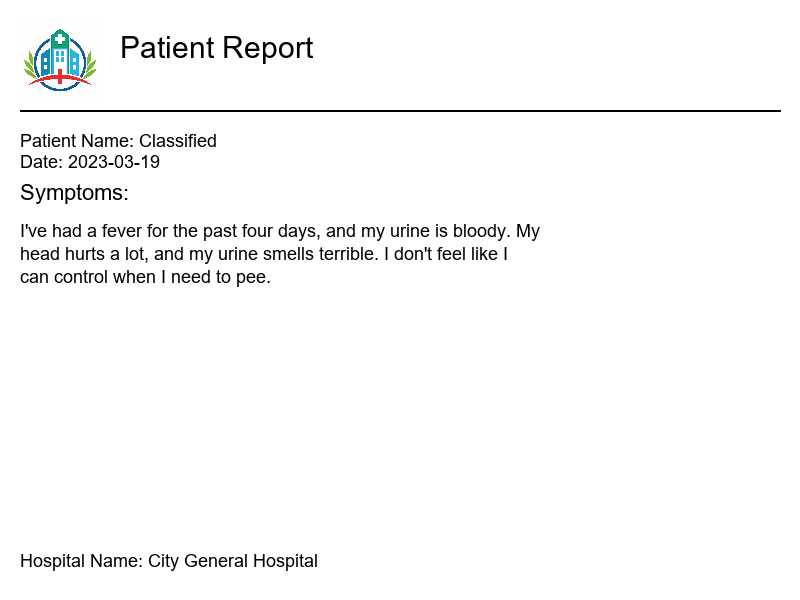 Patient Report
Patient Name: Classified
Date: 2023-03-19
Symptoms:
I've had a fever for the past four days, and my urine is bloody. My
head hurts a lot, and my urine smells terrible. I don't feel like I
can control when I need to pee.
Hospital Name: City General Hospital